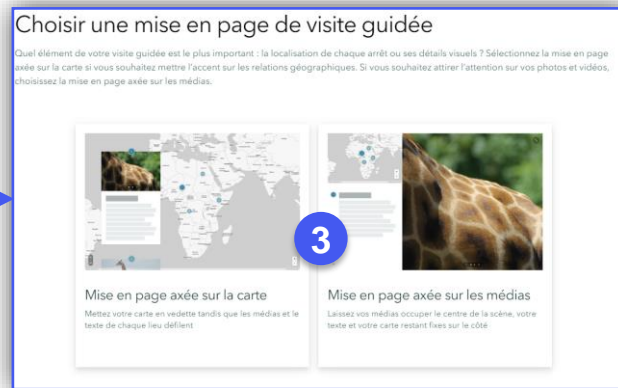 Choisir une mise en page de visite guidée
Quel élément de votre visite guidée est le plus important : la localisation de chaque arrêt ou ses détails visuels ? Sélectionnez la mise en page
axée sur la carte si vous souhaitez mettre l'accent sur les relations géographiques. Si vous souhaitez attirer l'attention sur vos photos et vidéos,
choisissez la mise en page axée sur les médias.
3
Mise en page axée sur la carte
Mettez votre carte en vedette tandis que les médias et le
texte de chaque lieu défilent
Mise en page axée sur les médias
Laissez vos médias occuper le centre de la scène, votre
texte et votre carte restant fixes sur le côté